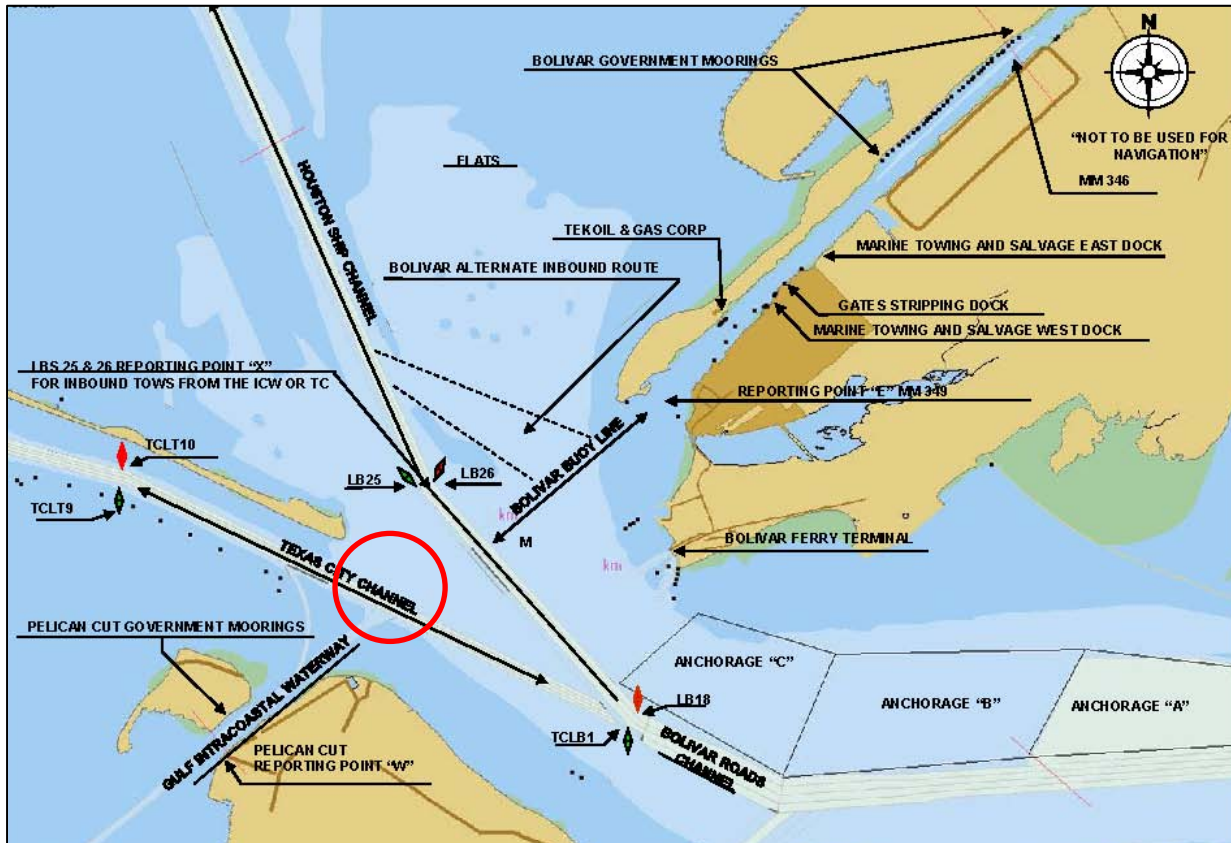 N
BOLIVAR GOVERNMENT MOORINGS
"NOT TO BE USED FOR
NAVIGATION"
MM 346
FLATS
HOUSTON SHIP CHANNEL
TEKOIL & GAS CORP
MARINE TOWING AND SALVAGE EAST DOCK
BOLIVAR ALTERNATE INBOUND ROUTE
GATES STRIPPING DOCK
MARINE TOWING AND SALVAGE WEST DOCK
LBS 25 & 26 REPORTING POINT "X"
FOR INBOUND TOWS FROM THE ICW OR TC
REPORTING POINT "E" MM 349
TCLT10
LB25
LB26
BOLIVAR BUOY LINE
TCLT9
km
M
BOLIVAR FERRY TERMINAL
km
TEXAS CITY CHANNEL
PELICAN CUT GOVERNMENT MOORINGS
GULF INTRACOASTAL WATERWAY
ANCHORAGE "C"
ANCHORAGE "B"
ANCHORAGE "A"
LB18
TCLB1
BOLIVAR ROADS
CHANNEL
PELICAN CUT
REPORTING POINT "W"